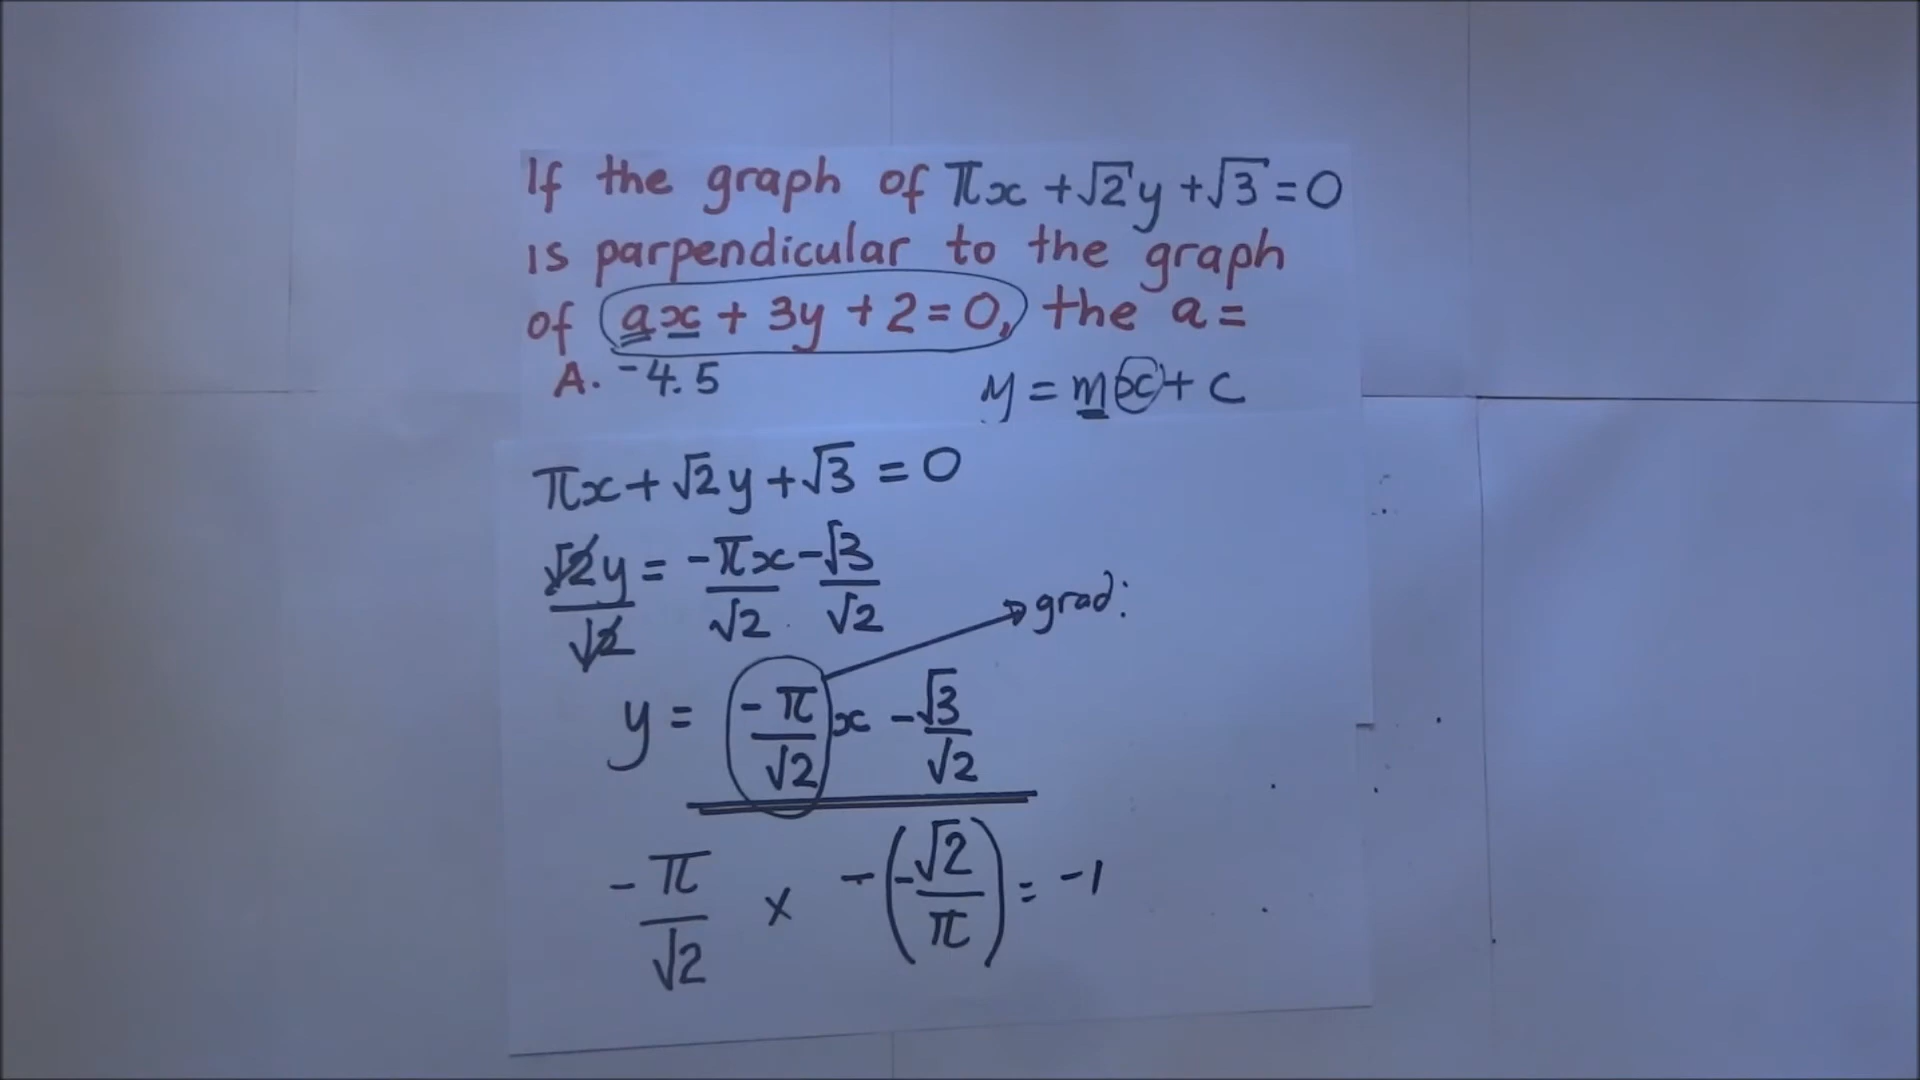 If the graph of πx + √2y + √3 = 0
is parpendicular to the graph
of ax + 3y + 2 = 0, the a =
A. -4.5
y = mx + c
πx + √2y + √3 = 0
√2y/√2 = -πx/√2 - √3/√2
grad:
y = -π/√2 x - √3/√2
-π/√2 × -(-√2/π) = -1